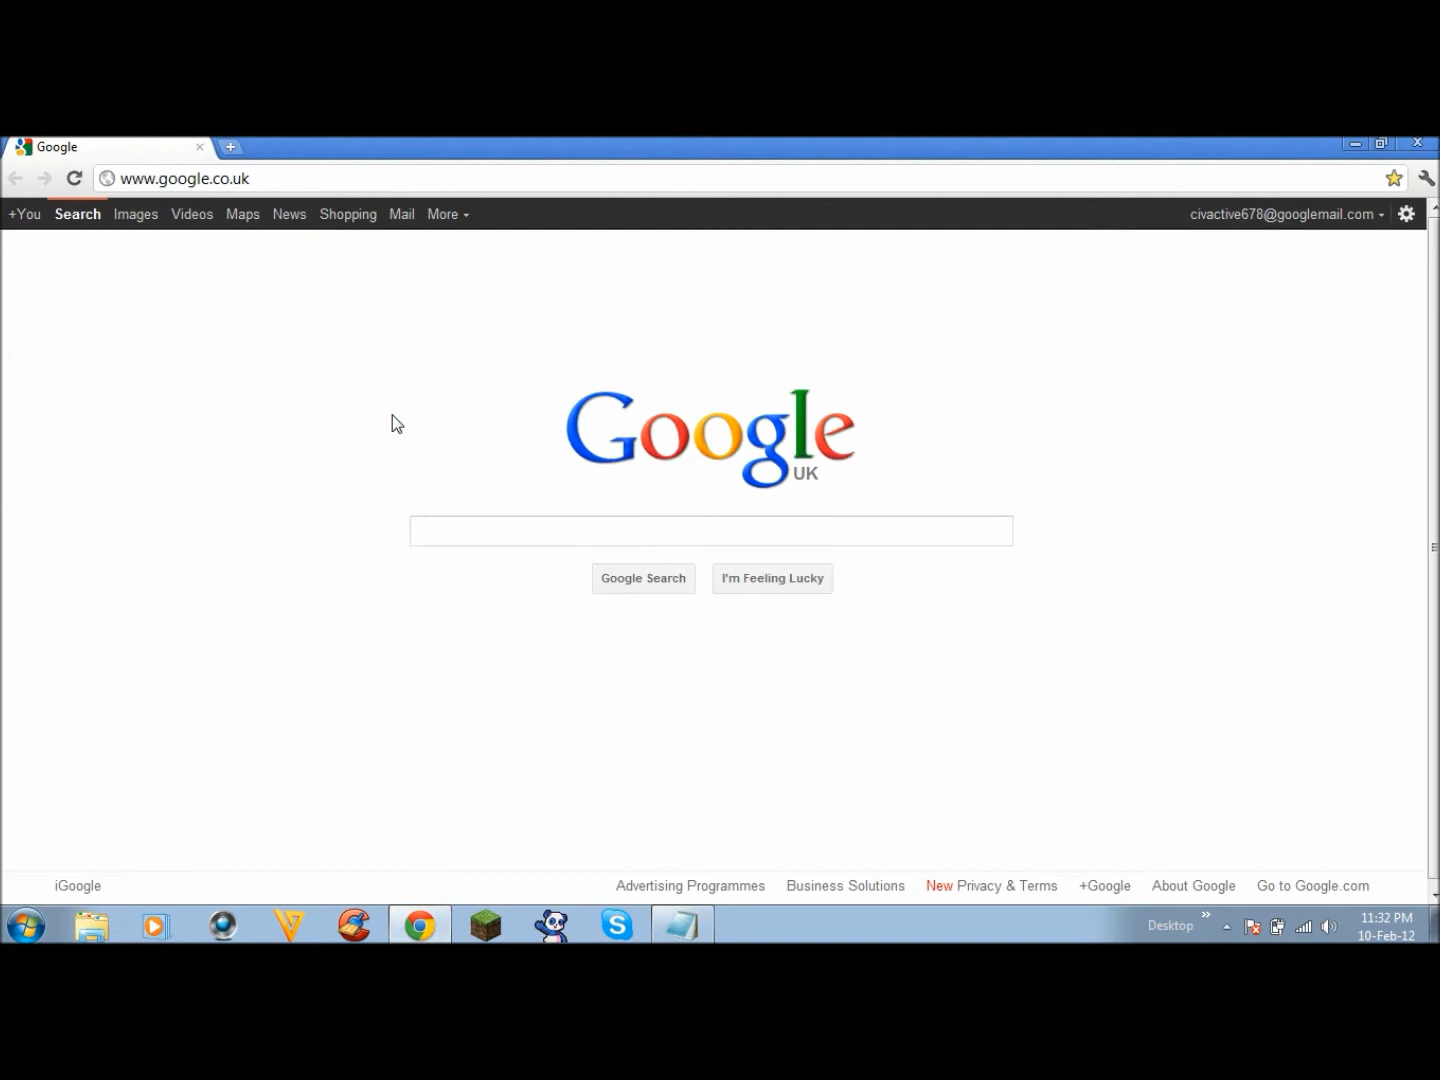 Google
www.google.co.uk
+You Search Images Videos Maps News Shopping Mail More civactive678@googlemail.com
Google
UK
Google Search I'm Feeling Lucky
iGoogle Advertising Programmes Business Solutions New Privacy & Terms +Google About Google Go to Google.com
Desktop 11:32 PM
10-Feb-12